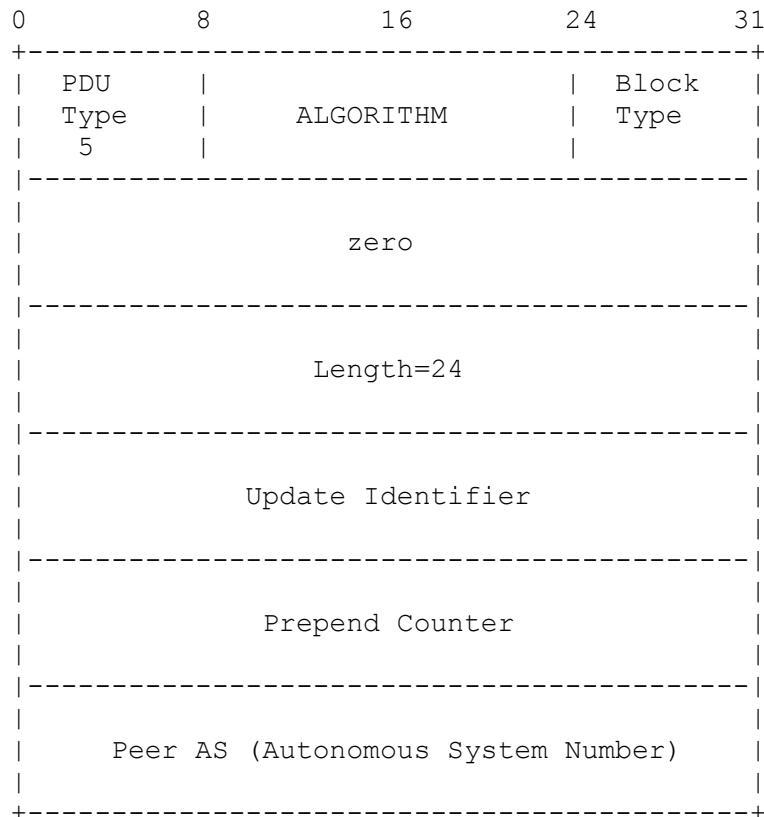 0          8          16         24        31
+-------------------------------------------+
|  PDU     |                     |  Block   |
|  Type    |     ALGORITHM       |  Type    |
|   5      |                     |          |
|-------------------------------------------|
|                                           |
|                   zero                    |
|                                           |
|-------------------------------------------|
|                                           |
|                 Length=24                 |
|                                           |
|-------------------------------------------|
|                                           |
|             Update Identifier             |
|                                           |
|-------------------------------------------|
|                                           |
|              Prepend Counter              |
|                                           |
|-------------------------------------------|
|                                           |
|     Peer AS (Autonomous System Number)    |
|                                           |
+-------------------------------------------+